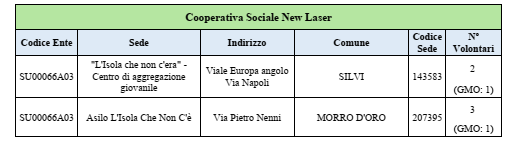 Cooperativa Sociale New Laser
Codice Ente Sede Indirizzo Comune Codice Sede N° Volontari
SU00066A03 "L'Isola che non c'era" - Centro di aggregazione giovanile Viale Europa angolo Via Napoli SILVI 143583 2 (GMO: 1)
SU00066A03 Asilo L'Isola Che Non C'è Via Pietro Nenni MORRO D'ORO 207395 3 (GMO: 1)